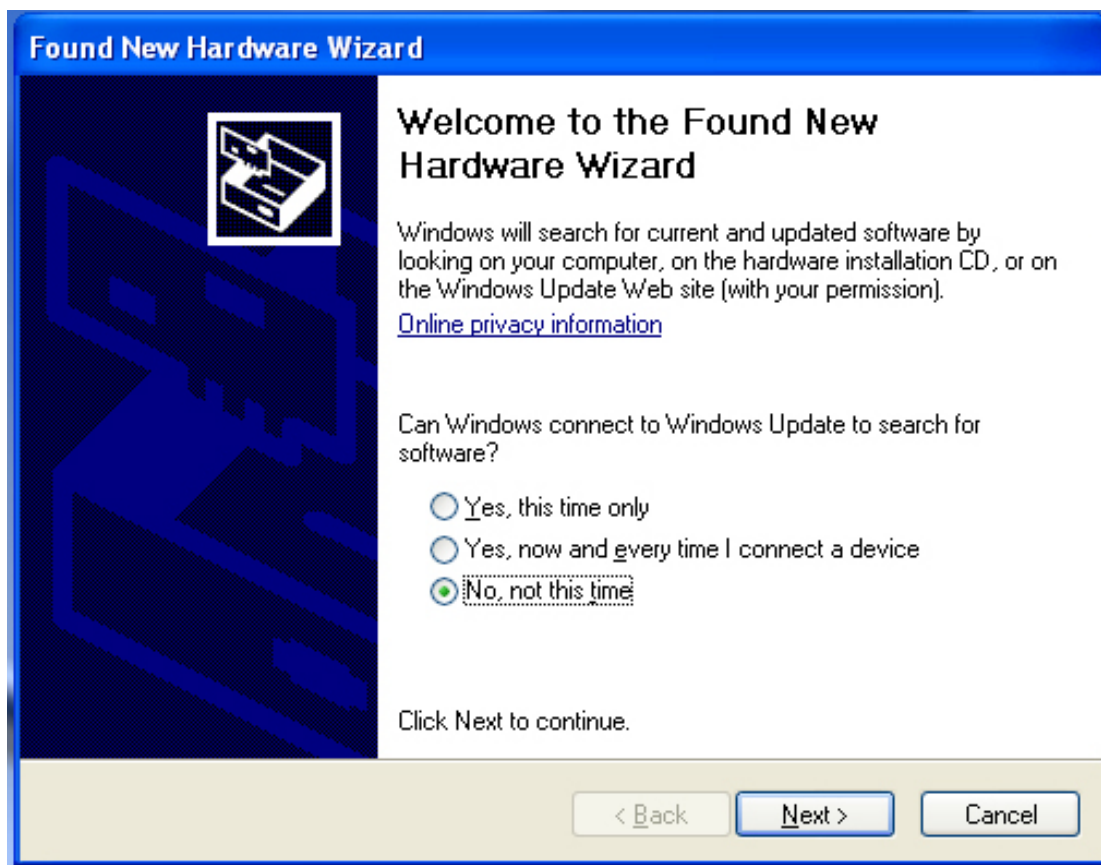 Found New Hardware Wizard
Welcome to the Found New
Hardware Wizard
Windows will search for current and updated software by
looking on your computer, on the hardware installation CD, or on
the Windows Update Web site (with your permission).
Online privacy information
Can Windows connect to Windows Update to search for
software?
Yes, this time only
Yes, now and every time I connect a device
No, not this time
Click Next to continue.
< Back
Next >
Cancel